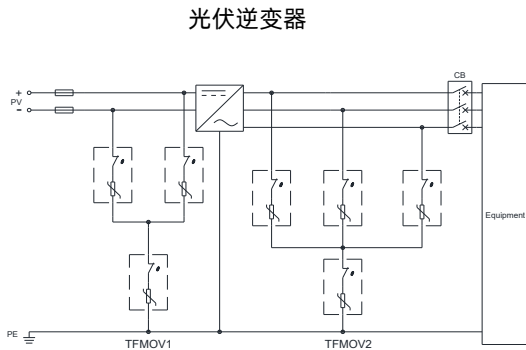 光伏逆变器
CB
+
PV
-
Equipment
PE
TFMOV1
TFMOV2